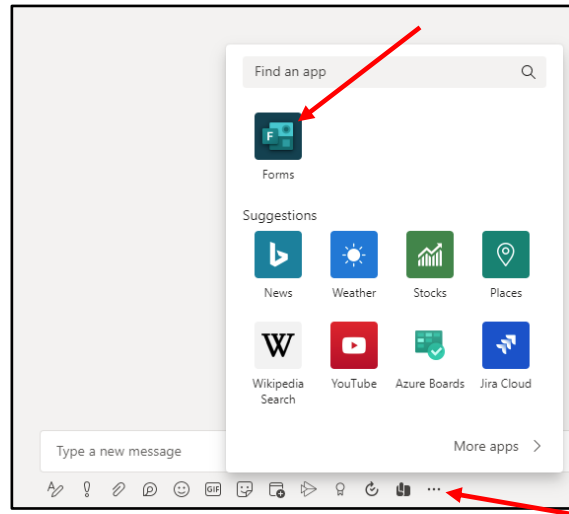 Find an app
F
Forms
Suggestions
News Weather Stocks Places
W
Wikipedia Search YouTube Azure Boards Jira Cloud
More apps
Type a new message
GIF